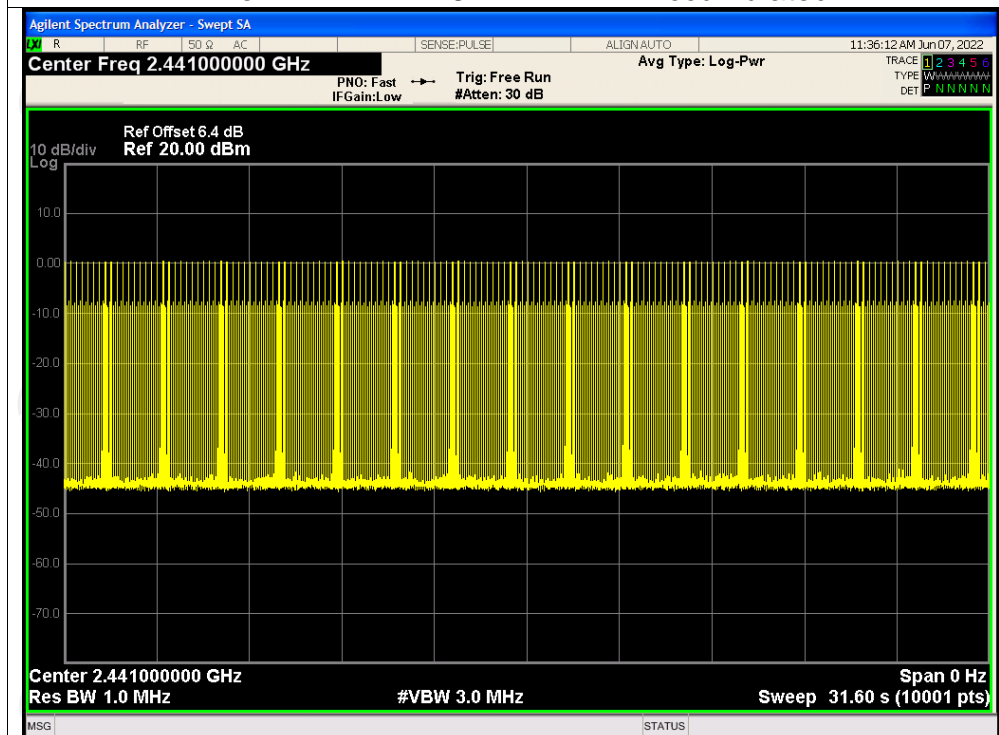 Agilent Spectrum Analyzer - Swept SA
LXI R RF 50 Ω AC SENSE:PULSE ALIGN AUTO 11:36:12 AM Jun 07, 2022
Center Freq 2.441000000 GHz Avg Type: Log-Pwr TRACE 1 2 3 4 5 6
PNO: Fast Trig: Free Run TYPE W
IFGain:Low #Atten: 30 dB DET P N N N N N
Ref Offset 6.4 dB
10 dB/div Ref 20.00 dBm
Log
10.0
0.00
-10.0
-20.0
-30.0
-40.0
-50.0
-60.0
-70.0
Center 2.441000000 GHz Span 0 Hz
Res BW 1.0 MHz #VBW 3.0 MHz Sweep 31.60 s (10001 pts)
MSG STATUS